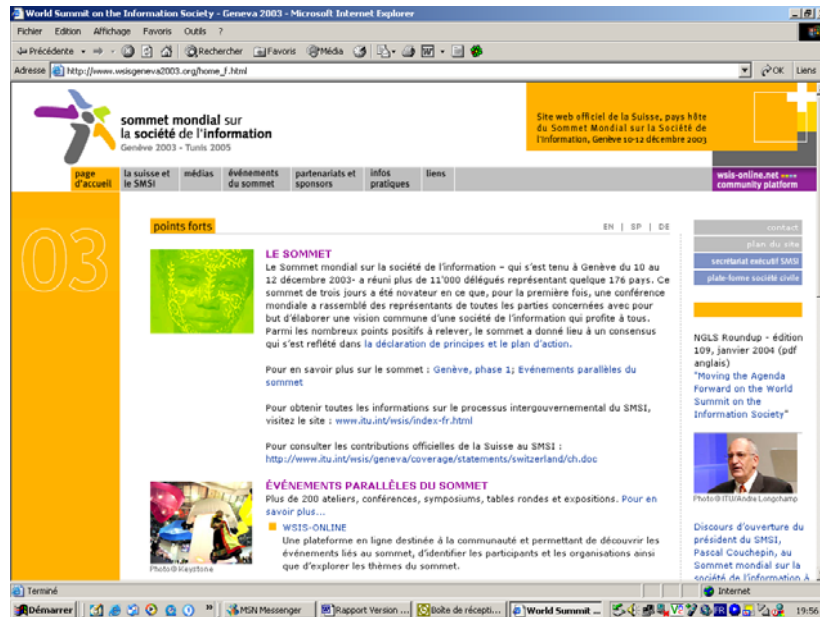 World Summit on the Information Society - Geneva 2003 - Microsoft Internet Explorer
Fichier Edition Affichage Favoris Outils ?
Précédente Rechercher Favoris Média
Adresse http://www.wsisgeneva2003.org/home_f.html OK Liens
sommet mondial sur
la société de l'information
Genève 2003 - Tunis 2005
Site web officiel de la Suisse, pays hôte
du Sommet Mondial sur la Société de
l'Information, Genève 10-12 décembre 2003
page
d'accueil
la suisse et
le SMSI
médias
événements
du sommet
partenariats et
sponsors
infos
pratiques
liens
wsis-online.net
community platform
03
points forts
EN | SP | DE
LE SOMMET
Le Sommet mondial sur la société de l'information – qui s'est tenu à Genève du 10 au
12 décembre 2003- a réuni plus de 11'000 délégués représentant quelque 176 pays. Ce
sommet de trois jours a été novateur en ce que, pour la première fois, une conférence
mondiale a rassemblé des représentants de toutes les parties concernées avec pour
but d'élaborer une vision commune d'une société de l'information qui profite à tous.
Parmi les nombreux points positifs à relever, le sommet a donné lieu à un consensus
qui s'est reflété dans la déclaration de principes et le plan d'action.
Pour en savoir plus sur le sommet : Genève, phase 1; Evénements parallèles du
sommet
Pour obtenir toutes les informations sur le processus intergouvernemental du SMSI,
visitez le site : www.itu.int/wsis/index-fr.html
Pour consulter les contributions officielles de la Suisse au SMSI :
http://www.itu.int/wsis/geneva/coverage/statements/switzerland/ch.doc
ÉVÉNEMENTS PARALLÈLES DU SOMMET
Plus de 200 ateliers, conférences, symposiums, tables rondes et expositions. Pour en
savoir plus...
WSIS-ONLINE
Une plateforme en ligne destinée à la communauté et permettant de découvrir les
événements liés au sommet, d'identifier les participants et les organisations ainsi
que d'explorer les thèmes du sommet.
Photo©Keystone
contact
plan du site
secrétariat exécutif SMSI
plate-forme société civile
NGLS Roundup - édition
109, janvier 2004 (pdf
anglais)
"Moving the Agenda
Forward on the World
Summit on the
Information Society"
Photo©ITU/Andre Longchamp
Discours d'ouverture du
président du SMSI,
Pascal Couchepin, au
Sommet mondial sur la
société de l'information à
Terminé
Internet
Démarrer
MSN Messenger
Rapport Version ...
Boîte de récepti...
World Summit ...
FR
19:56